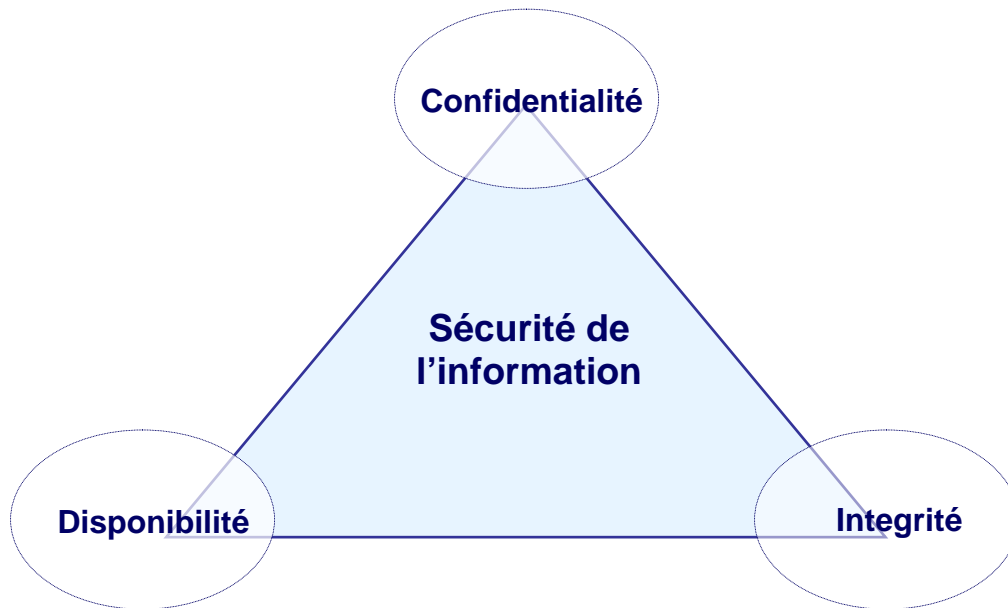 Confidentialité
Sécurité de
l’information
Disponibilité
Integrité